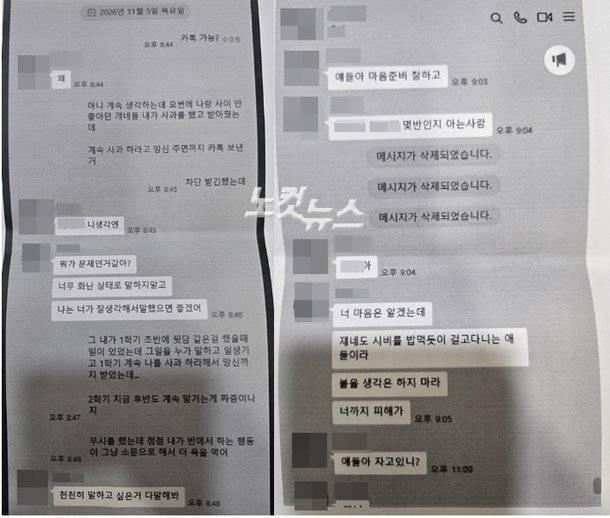 2026년 11월 5일 목요일
카톡 가능?
오후 8:44
왜
오후 8:44
아니 계속 생각하는데 요번에 나랑 사이 안
좋아던 걔네들 내가 사과를 했고 받아줬는
데
계속 사과 하라고 망신 주면까지 카톡 보낸
거
오후 8:45
차단 받긴했는데
니생각엔
오후 8:45
뭐가 문제인거같아?
너무 화난 상태로 말하지말고
나는 너가 잘생각해서말했으면 좋겠어
오후 8:46
그 내가 1학기 초반에 뒷담 같은걸 했을때
일이 있었는데 그일을 누가 말하고 일생기
고 1학기 계속 나를 사과 하라해서 망신까
지 받았는데...
2학기 지금 후반도 계속 말거는게 짜증이나
지
오후 8:47
무시를 했는데 점점 내가 반에서 하는 행동
이 그냥 소문으로 해서 더 욕을 먹어
오후 8:48
천천히 말하고 싶은거 다말해봐
오후 8:48
노컷뉴스
얘들아 마음준비 잘하고
오후 9:03
몇반인지 아는사람
오후 9:04
메시지가 삭제되었습니다.
메시지가 삭제되었습니다.
메시지가 삭제되었습니다.
아
오후 9:04
너 마음은 알겠는데
쟤네도 시비를 밥먹듯이 걸고다니는 애
들이라
붙을 생각은 하지 마라
너까지 피해가
오후 9:05
얘들아 자고있니?
오후 11:09